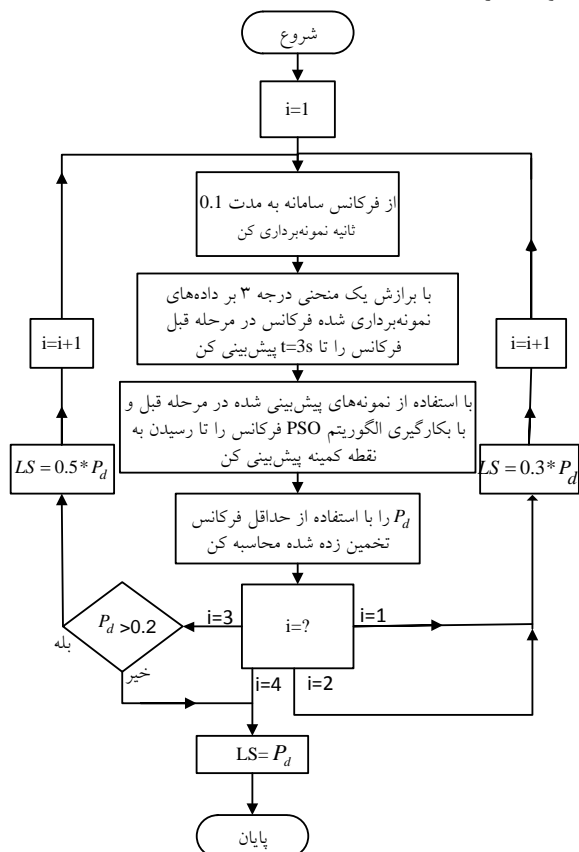 شروع
i=1
از فرکانس سامانه به مدت 0.1
ثانیه نمونه‌برداری کن
با برازش یک منحنی درجه ۳ بر داده‌های
نمونه‌برداری شده فرکانس در مرحله قبل
فرکانس را تا t=3s پیش‌بینی کن
i=i+1
i=i+1
با استفاده از نمونه‌های پیش‌بینی شده در مرحله قبل و
با بکارگیری الگوریتم PSO فرکانس را تا رسیدن به
نقطه کمینه پیش‌بینی کن
LS = 0.5* P_d
LS = 0.3* P_d
P_d را با استفاده از حداقل فرکانس
تخمین زده شده محاسبه کن
i=?
i=1
i=3
P_d >0.2
بله
خیر
i=4
i=2
LS= P_d
پایان